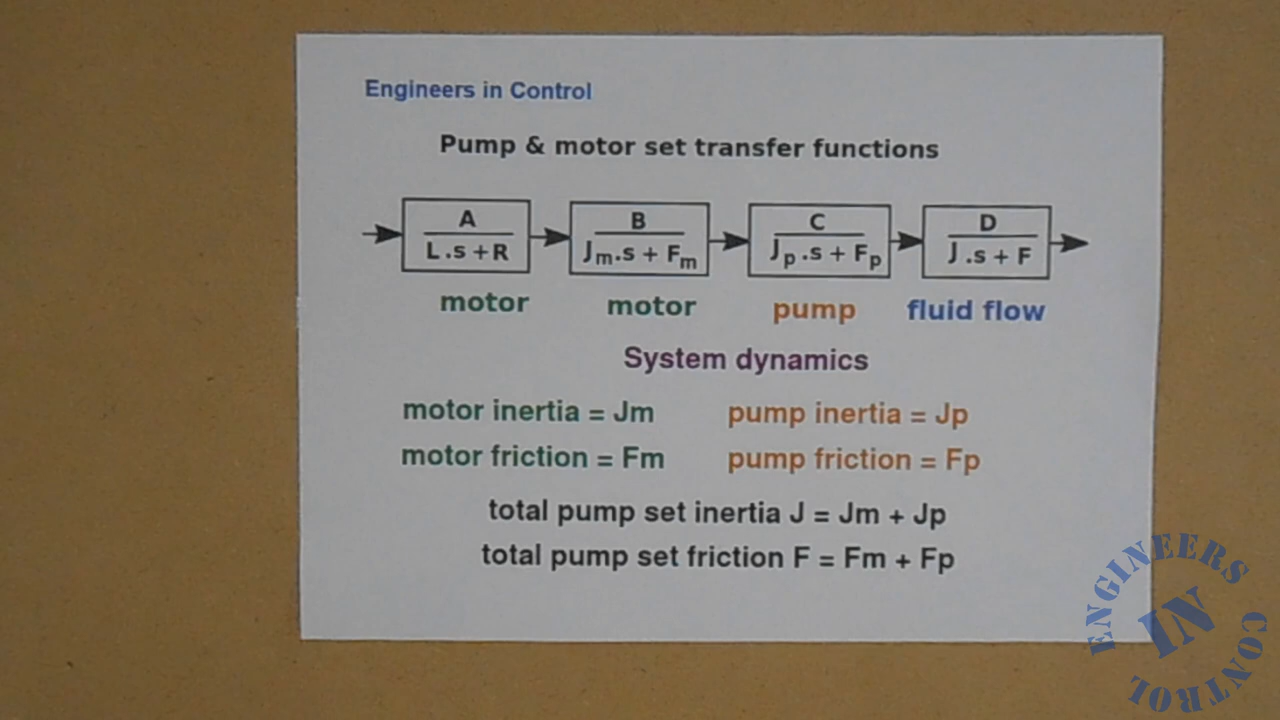 Engineers in Control
Pump & motor set transfer functions
A
L.s+R
B
Jm.s + Fm
C
Jp.s + Fp
D
J.s + F
motor motor pump fluid flow
System dynamics
motor inertia = Jm pump inertia = Jp
motor friction = Fm pump friction = Fp
total pump set inertia J = Jm + Jp
total pump set friction F = Fm + Fp
ENGINEERS
IN
CONTROL